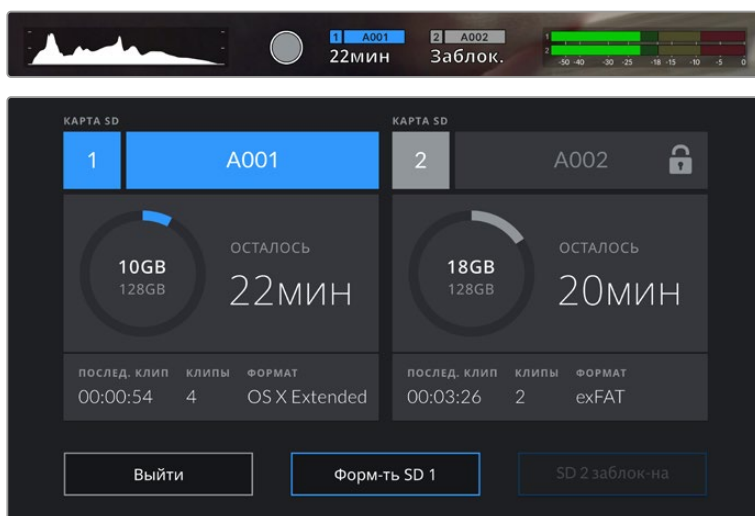 1 A001 2 A002
22мин Заблок.
1
2
-50 -40 -30 -25 -18 -15 -10 -5 0
КАРТА SD КАРТА SD
1 A001 2 A002
10GB
128GB
ОСТАЛОСЬ
22мин
18GB
128GB
ОСТАЛОСЬ
20мин
ПОСЛЕД. КЛИП КЛИПЫ ФОРМАТ
00:00:54 4 OS X Extended
ПОСЛЕД. КЛИП КЛИПЫ ФОРМАТ
00:03:26 2 exFAT
Выйти Форм-ть SD 1 SD 2 заблок-на